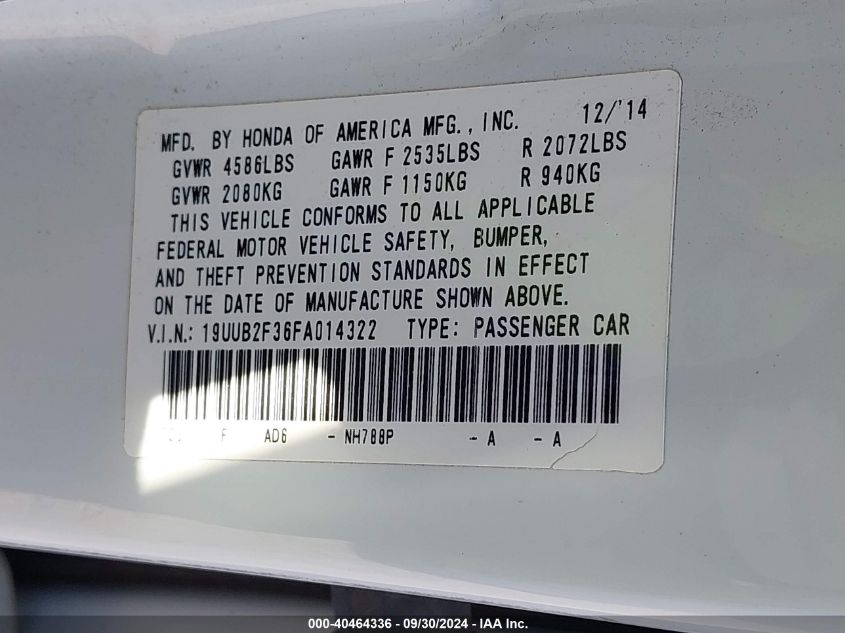 MFD. BY HONDA OF AMERICA MFG., INC. 12/'14
GVWR 4586LBS GAWR F 2535LBS R 2072LBS
GVWR 2080KG GAWR F 1150KG R 940KG
THIS VEHICLE CONFORMS TO ALL APPLICABLE
FEDERAL MOTOR VEHICLE SAFETY, BUMPER,
AND THEFT PREVENTION STANDARDS IN EFFECT
ON THE DATE OF MANUFACTURE SHOWN ABOVE.
V.I.N.: 19UUB2F36FA014322 TYPE: PASSENGER CAR
F AD6 - NH788P - A - A
000-40464336 - 09/30/2024 - IAA Inc.